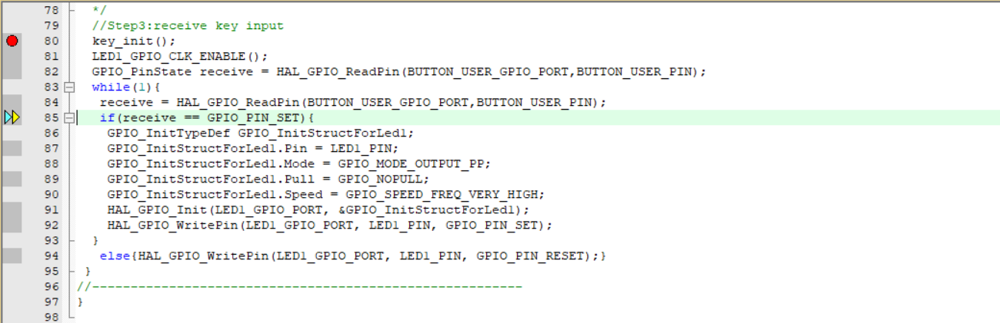 78 */
79 //Step3:receive key input
80 key_init();
81 LED1_GPIO_CLK_ENABLE();
82 GPIO_PinState receive = HAL_GPIO_ReadPin(BUTTON_USER_GPIO_PORT,BUTTON_USER_PIN);
83 while(1){
84 receive = HAL_GPIO_ReadPin(BUTTON_USER_GPIO_PORT,BUTTON_USER_PIN);
85 if(receive == GPIO_PIN_SET){
86 GPIO_InitTypeDef GPIO_InitStructForLed1;
87 GPIO_InitStructForLed1.Pin = LED1_PIN;
88 GPIO_InitStructForLed1.Mode = GPIO_MODE_OUTPUT_PP;
89 GPIO_InitStructForLed1.Pull = GPIO_NOPULL;
90 GPIO_InitStructForLed1.Speed = GPIO_SPEED_FREQ_VERY_HIGH;
91 HAL_GPIO_Init(LED1_GPIO_PORT, &GPIO_InitStructForLed1);
92 HAL_GPIO_WritePin(LED1_GPIO_PORT, LED1_PIN, GPIO_PIN_SET);
93 }
94 else{HAL_GPIO_WritePin(LED1_GPIO_PORT, LED1_PIN, GPIO_PIN_RESET);}
95 }
96 //--------------------------------------------------------
97 }
98